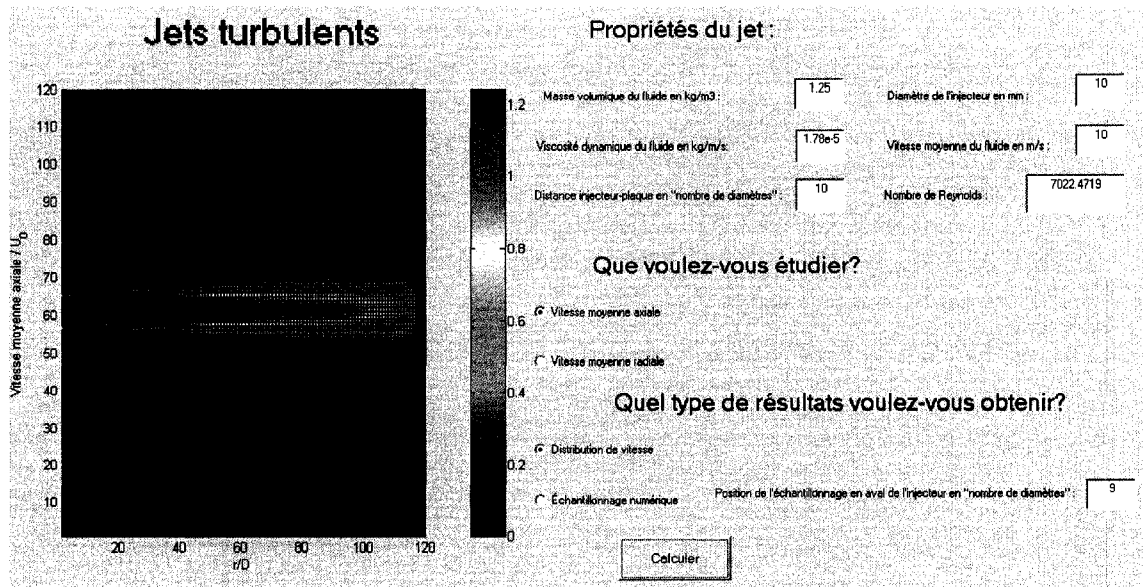 Jets turbulents
Vitesse moyenne axiale / U0
120
110
100
90
80
70
60
50
40
30
20
10
20 40 60 80 100 120
r/D
1.2
1
0.8
0.6
0.4
0.2
0
Propriétés du jet :
Masse volumique du fluide en kg/m3 : 1.25
Diamètre de l'injecteur en mm : 10
Viscosité dynamique du fluide en kg/m/s: 1.78e-5
Vitesse moyenne du fluide en m/s : 10
Distance injecteur-plaque en "nombre de diamètres" : 10
Nombre de Reynolds : 7022.4719
Que voulez-vous étudier?
Vitesse moyenne axiale
Vitesse moyenne radiale
Quel type de résultats voulez-vous obtenir?
Distribution de vitesse
Échantillonnage numérique
Position de l'échantillonnage en aval de l'injecteur en "nombre de diamètres" : 9
Calculer